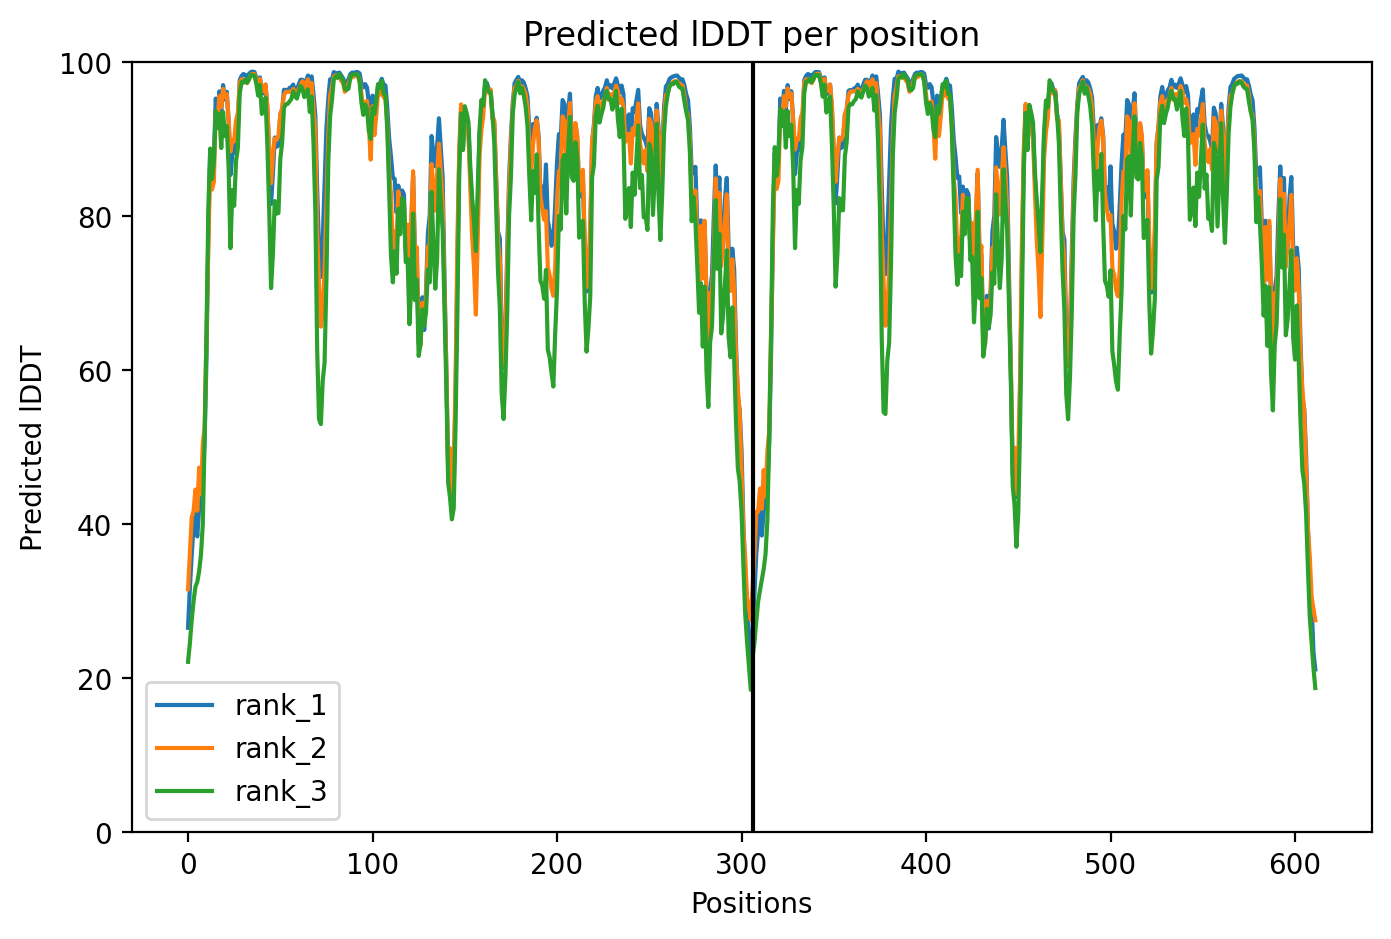 Predicted lDDT per position
Predicted lDDT
100
80
60
40
20
0
rank_1
rank_2
rank_3
0 100 200 300 400 500 600
Positions